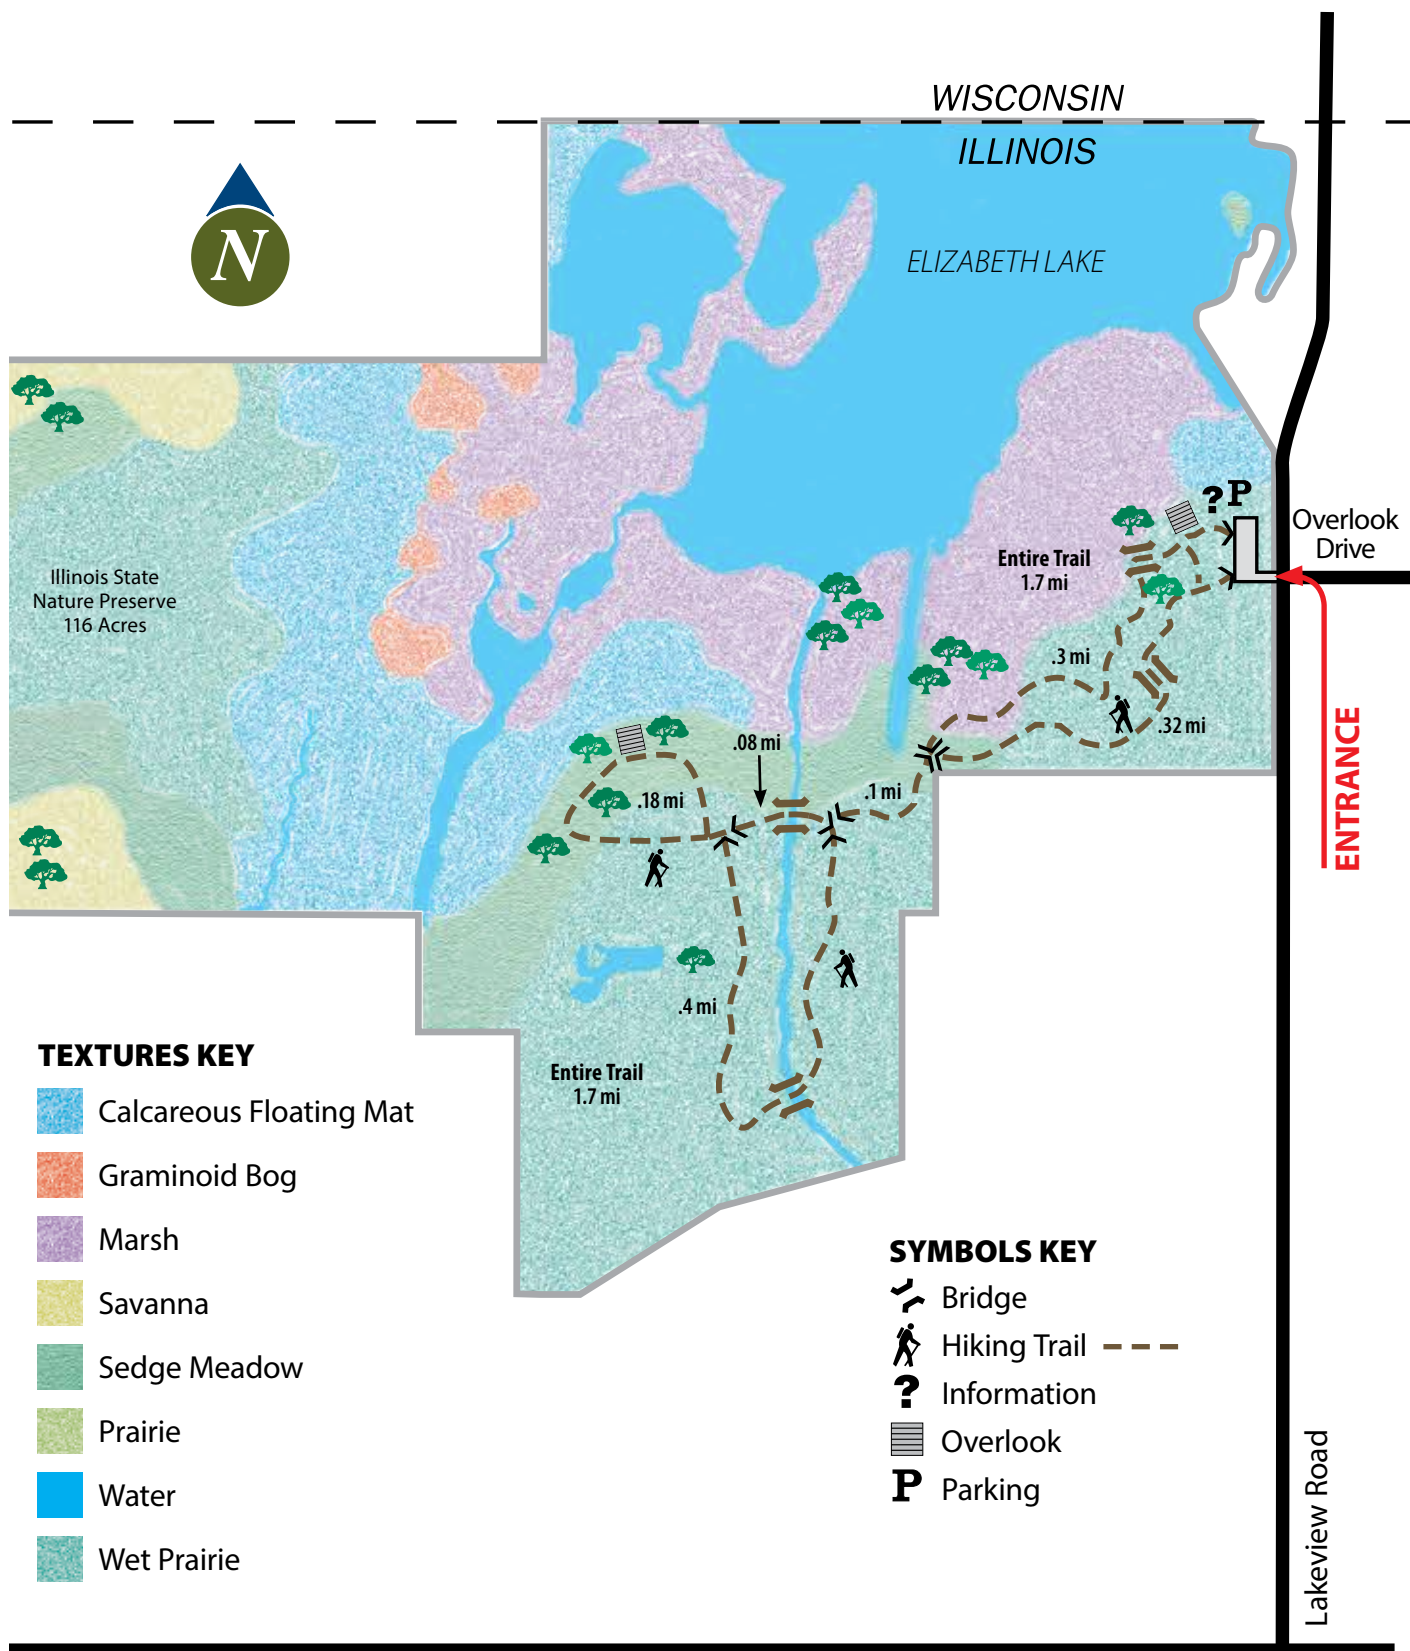 WISCONSIN
ILLINOIS
N
ELIZABETH LAKE
? P
Overlook
Drive
Entire Trail
1.7 mi
Illinois State
Nature Preserve
116 Acres
.3 mi
.32 mi
.08 mi
.1 mi
.18 mi
ENTRANCE
.4 mi
Entire Trail
1.7 mi
TEXTURES KEY
Calcareous Floating Mat
Graminoid Bog
Marsh
Savanna
Sedge Meadow
Prairie
Water
Wet Prairie
SYMBOLS KEY
Bridge
Hiking Trail
? Information
Overlook
P Parking
Lakeview Road